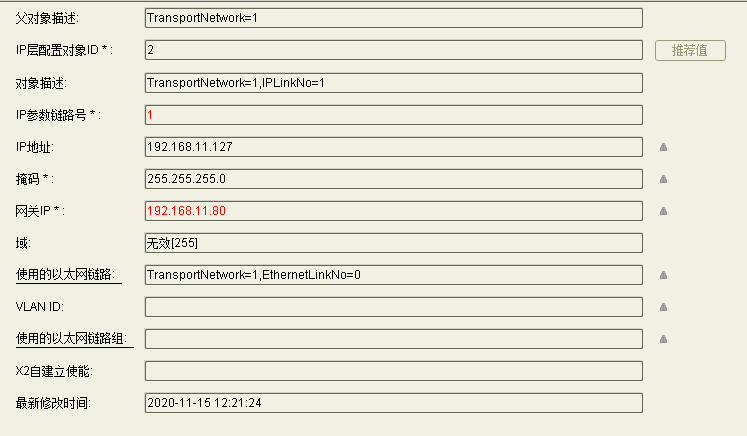 父对象描述: TransportNetwork=1
IP层配置对象ID * : 2 推荐值
对象描述: TransportNetwork=1,IPLinkNo=1
IP参数链路号 * : 1
IP地址: 192.168.11.127
掩码 * : 255.255.255.0
网关IP * : 192.168.11.80
域: 无效[255]
使用的以太网链路: TransportNetwork=1,EthernetLinkNo=0
VLAN ID:
使用的以太网链路组:
X2自建立使能:
最新修改时间: 2020-11-15 12:21:24